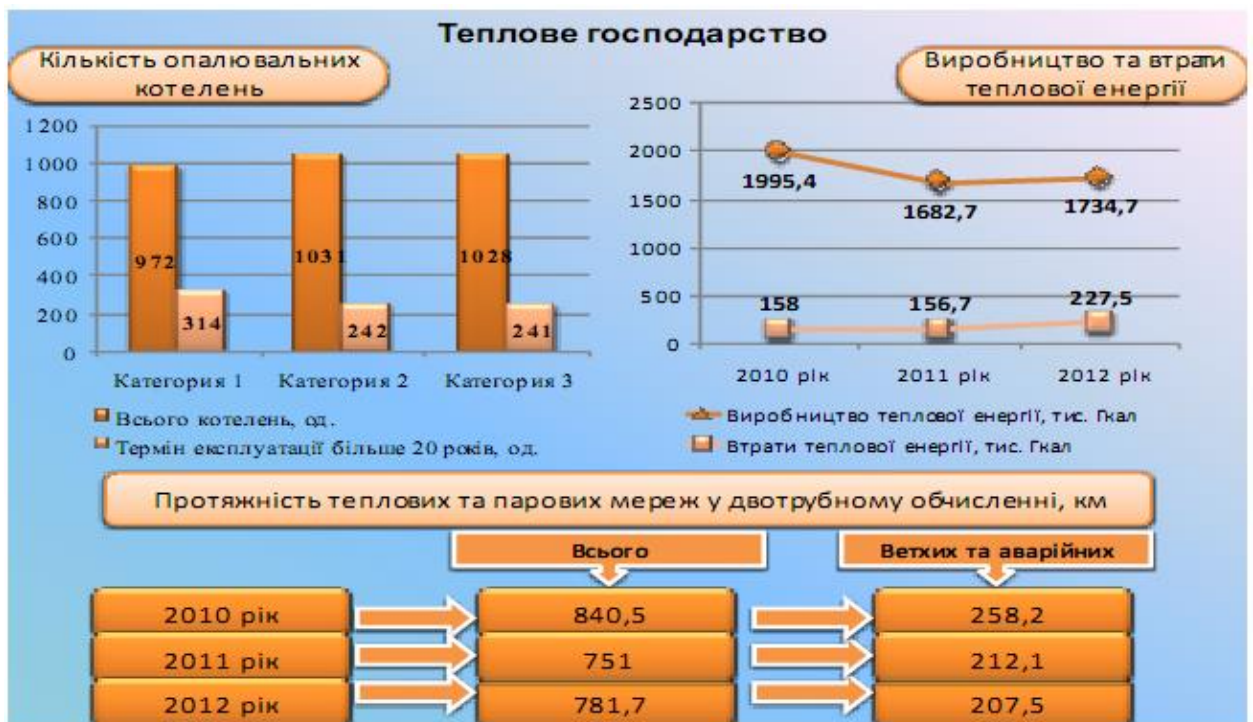 Теплове господарство
Кількість опалювальних
котелень
1200
1000
800
600
400
200
0
972
314
1031
242
1028
241
Категория 1
Категория 2
Категория 3
Всього котелень, од.
Термін експлуатації більше 20 років, од.
Виробництво та втрати
теплової енергії
2500
2000
1500
1000
500
0
1995,4
1682,7
1734,7
158
156,7
227,5
2010 рік
2011 рік
2012 рік
Виробництво теплової енергії, тис. Гкал
Втрати теплової енергії, тис. Гкал
Протяжність теплових та парових мереж у двотрубному обчисленні, км
Всього
Ветхих та аварійних
2010 рік 840,5 258,2
2011 рік 751 212,1
2012 рік 781,7 207,5